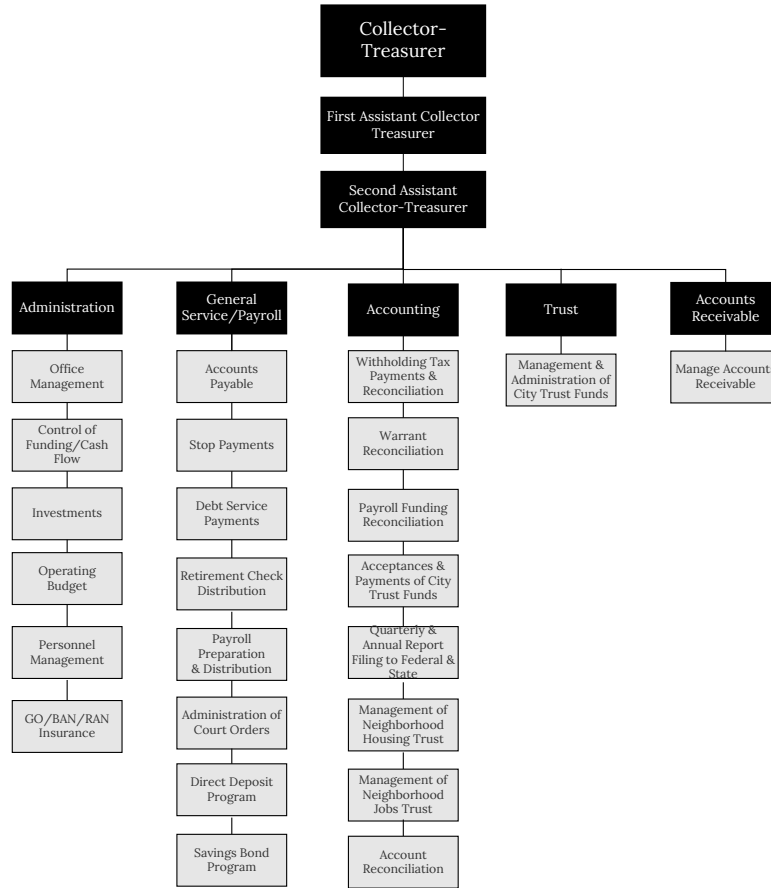 Collector-
Treasurer
First Assistant Collector
Treasurer
Second Assistant
Collector-Treasurer
Administration
General
Service/Payroll
Accounting
Trust
Accounts
Receivable
Office
Management
Control of
Funding/Cash
Flow
Investments
Operating
Budget
Personnel
Management
GO/BAN/RAN
Insurance
Accounts
Payable
Stop Payments
Debt Service
Payments
Retirement Check
Distribution
Payroll
Preparation
& Distribution
Administration of
Court Orders
Direct Deposit
Program
Savings Bond
Program
Withholding Tax
Payments &
Reconciliation
Warrant
Reconciliation
Payroll Funding
Reconciliation
Acceptances &
Payments of City
Trust Funds
Quarterly &
Annual Report
Filing to Federal &
State
Management of
Neighborhood
Housing Trust
Management of
Neighborhood
Jobs Trust
Account
Reconciliation
Management &
Administration of
City Trust Funds
Manage Accounts
Receivable